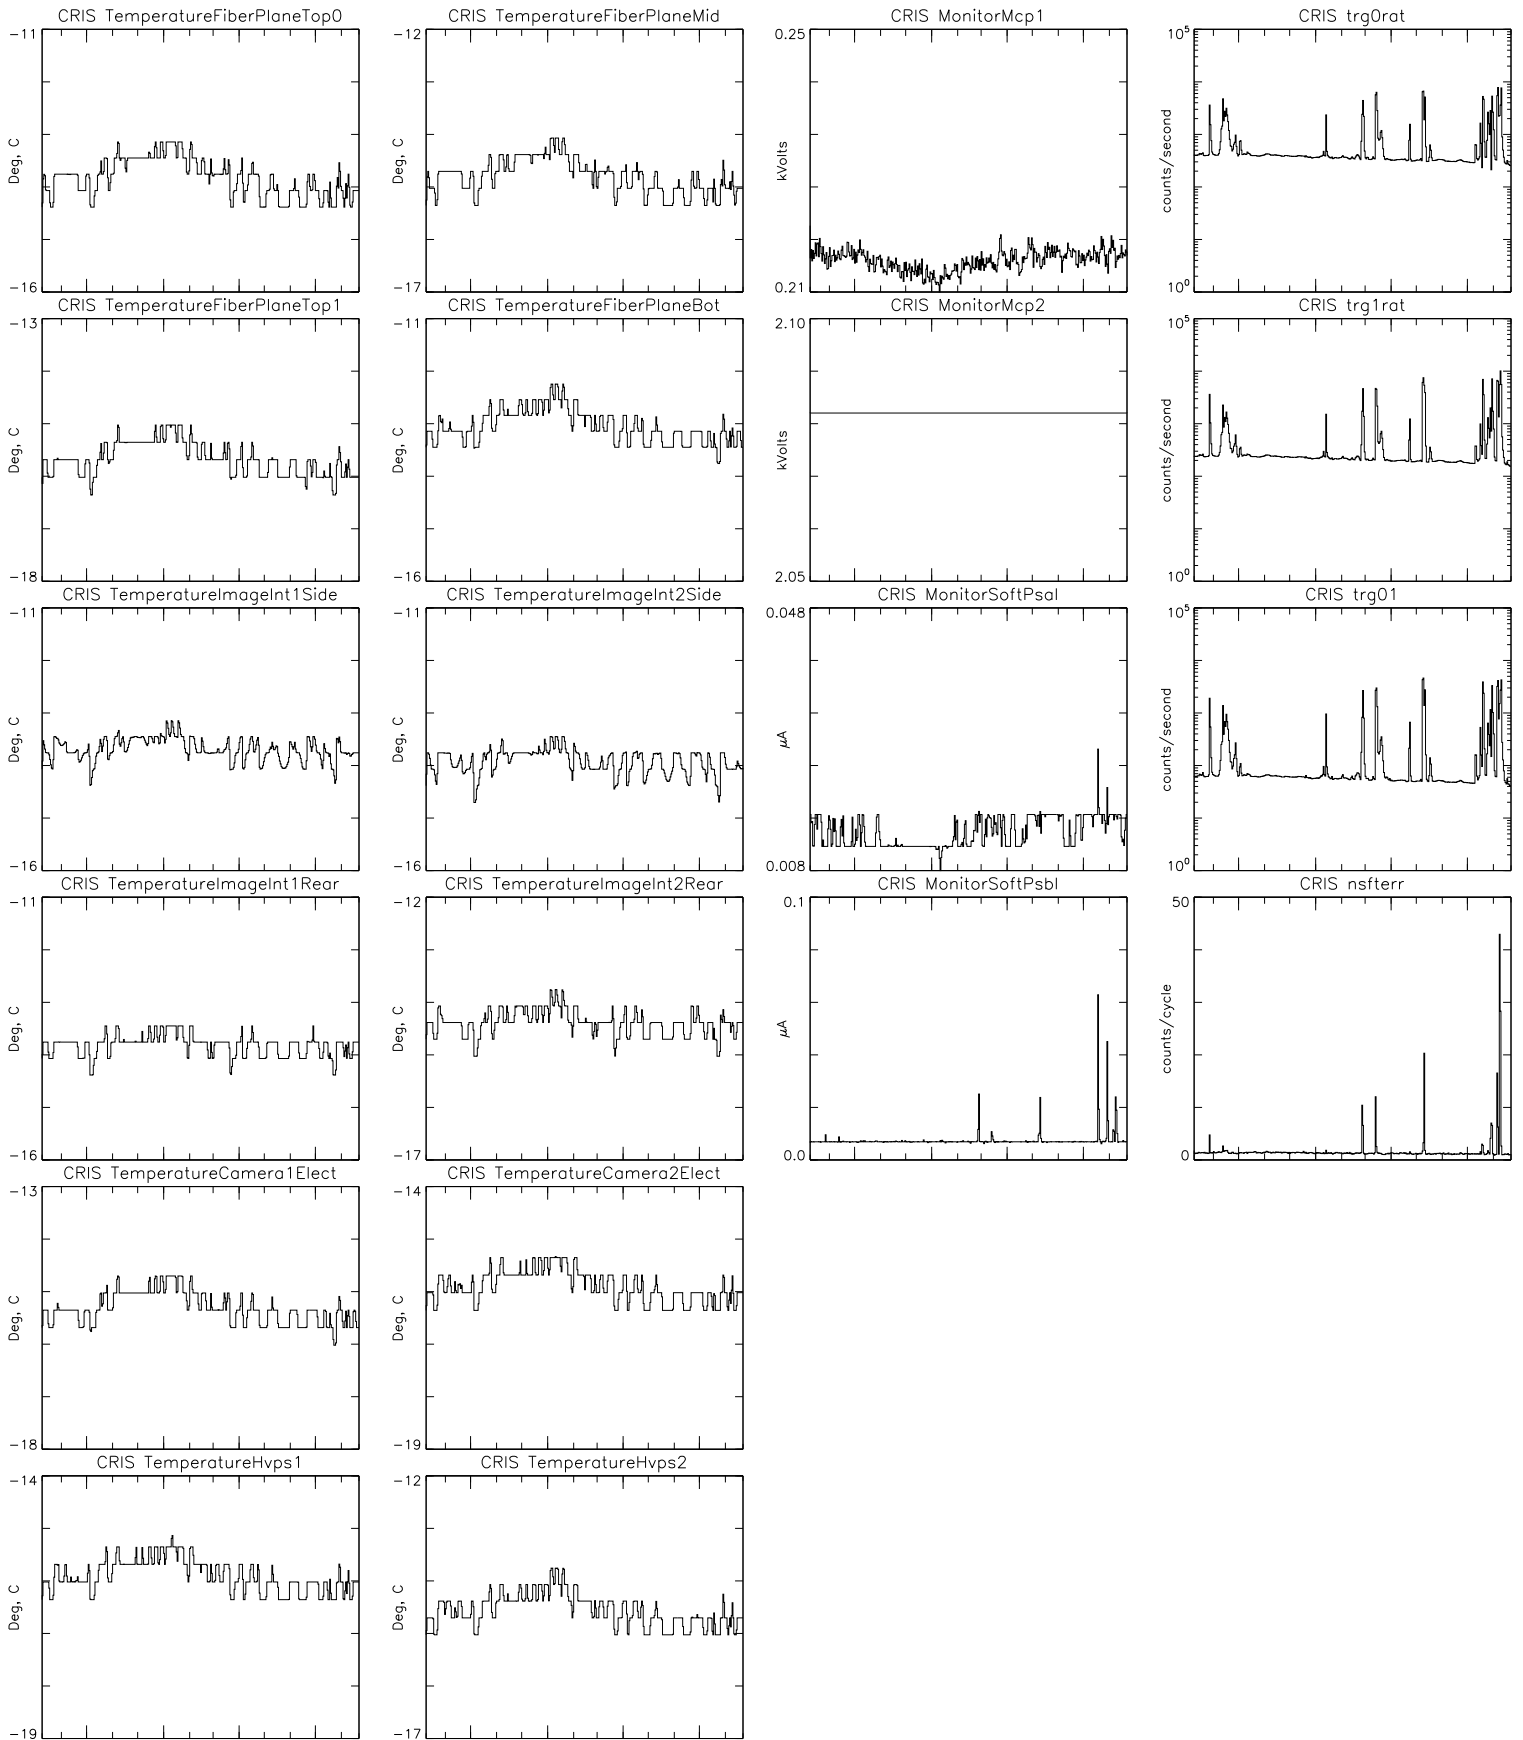 CRIS TemperatureFiberPlaneTop0
CRIS TemperatureFiberPlaneMid
CRIS MonitorMcp1
CRIS trg0rat
-11
-12
0.25
10^5
Deg, C
Deg, C
kVolts
counts/second
-16
-17
0.21
10^0
CRIS TemperatureFiberPlaneTop1
CRIS TemperatureFiberPlaneBot
CRIS MonitorMcp2
CRIS trg1rat
-13
-11
2.10
10^5
Deg, C
Deg, C
kVolts
counts/second
-18
-16
2.05
10^0
CRIS TemperatureImageInt1Side
CRIS TemperatureImageInt2Side
CRIS MonitorSoftPsaI
CRIS trg01
-11
-11
0.048
10^5
Deg, C
Deg, C
μA
counts/second
-16
-16
0.008
10^0
CRIS TemperatureImageInt1Rear
CRIS TemperatureImageInt2Rear
CRIS MonitorSoftPsbI
CRIS nsfterr
-11
-12
0.1
50
Deg, C
Deg, C
μA
counts/cycle
-16
-17
0.0
0
CRIS TemperatureCamera1Elect
CRIS TemperatureCamera2Elect
-13
-14
Deg, C
Deg, C
-18
-19
CRIS TemperatureHvps1
CRIS TemperatureHvps2
-14
-12
Deg, C
Deg, C
-19
-17